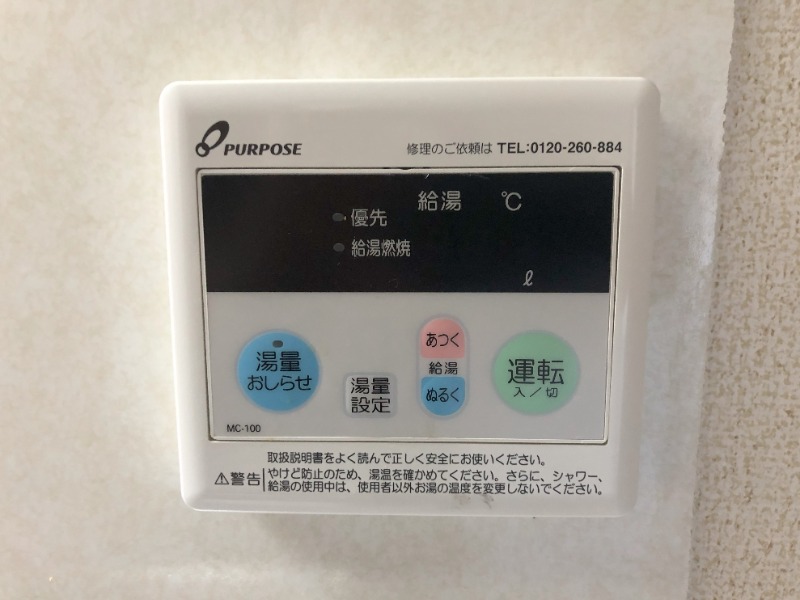 PURPOSE
修理のご依頼は TEL:0120-260-884
給湯 ℃
優先
給湯燃焼
ℓ
湯量
おしらせ
湯量
設定
あつく
給湯
ぬるく
運転
入／切
MC-100
取扱説明書をよく読んで正しく安全にお使いください。
⚠警告 やけど防止のため、湯温を確かめてください。さらに、シャワー、
給湯の使用中は、使用者以外お湯の温度を変更しないでください。